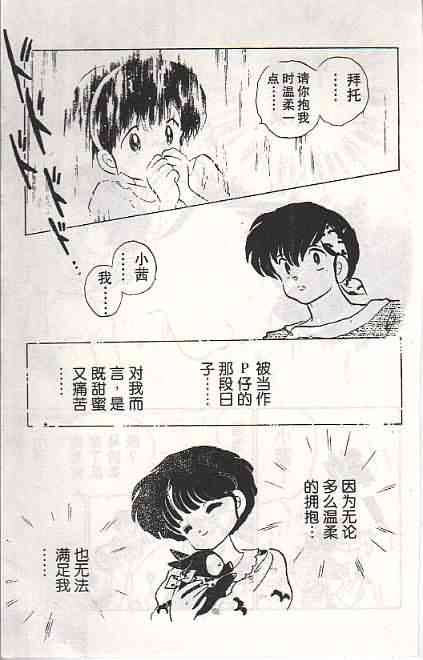 拜托
……
请你抱我
时温柔一
点……
小茜
……
我……
被当作
P仔的
那段日
子……
对我而
言，是
既甜蜜
又痛苦
……
因为无论
多么温柔
的拥抱…
也无法
满足我
……